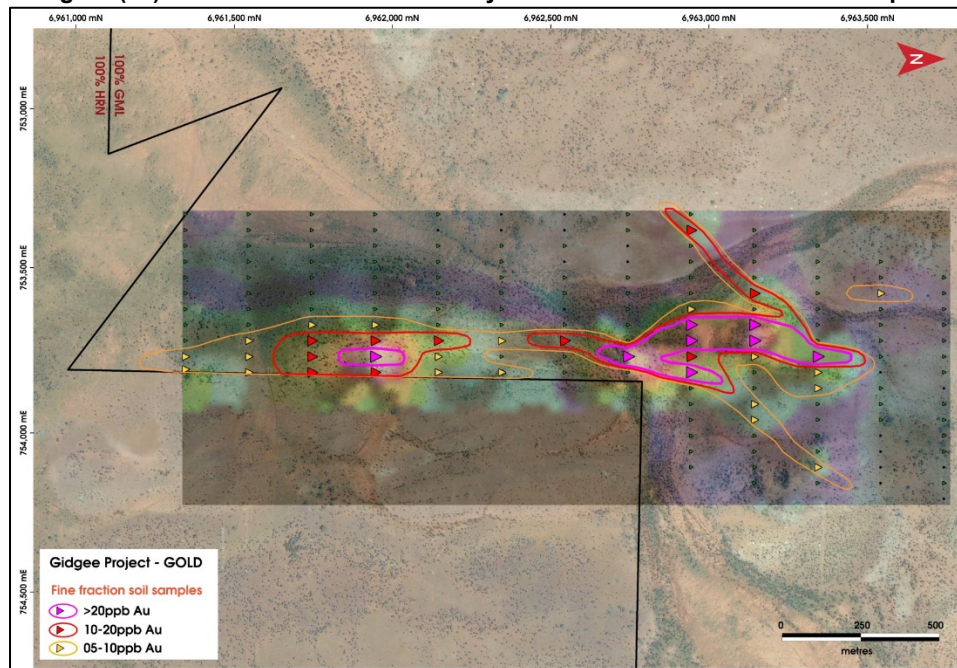 6,961,000 mN 6,961,500 mN 6,962,000 mN 6,962,500 mN 6,963,000 mN 6,963,500 mN
N
100% GML
100% HRN
753,000 mE
753,500 mE
754,000 mE
754,500 mE
Gidgee Project - GOLD
Fine fraction soil samples
>20ppb Au
10-20ppb Au
05-10ppb Au
0 250 500
metres